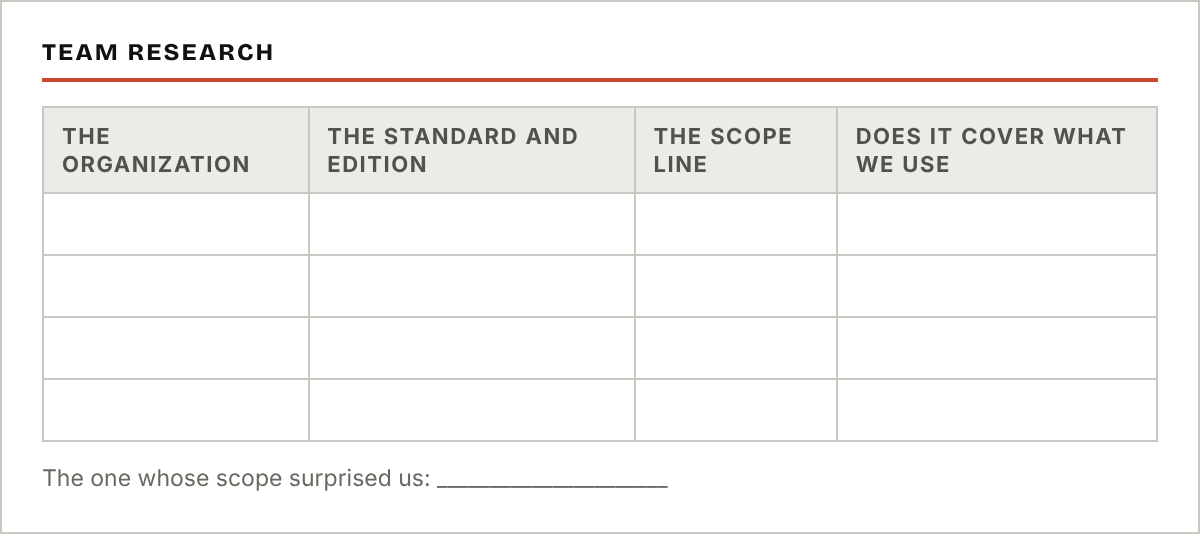 TEAM RESEARCH
THE
ORGANIZATION
THE STANDARD AND
EDITION
THE SCOPE
LINE
DOES IT COVER WHAT
WE USE
The one whose scope surprised us: ______________________